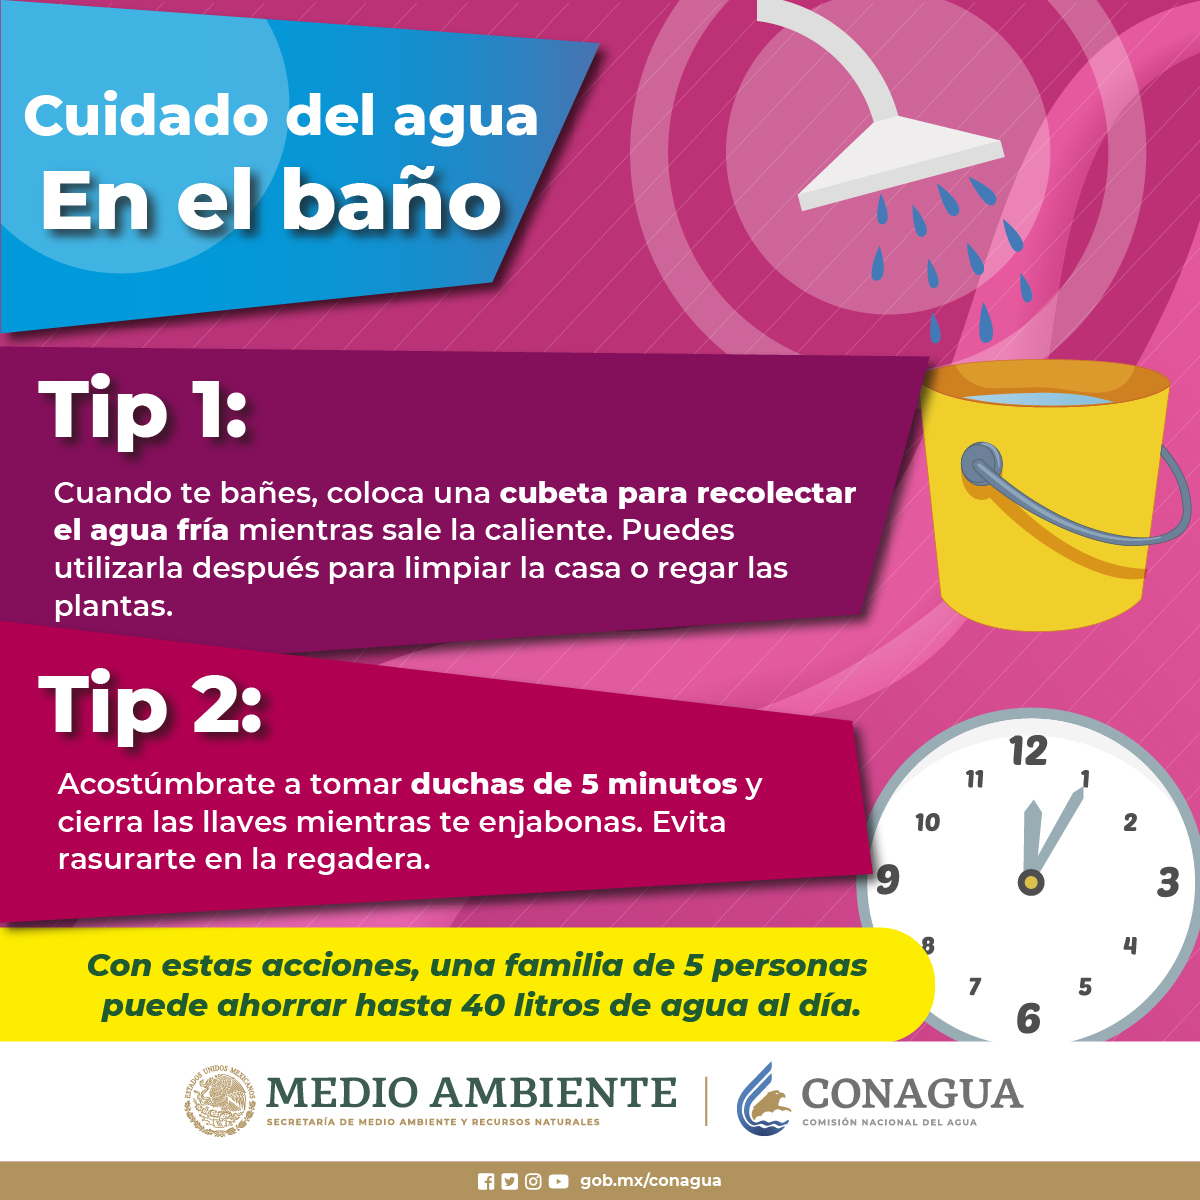 Cuidado del agua
En el baño
Tip 1:
Cuando te bañes, coloca una cubeta para recolectar
el agua fría mientras sale la caliente. Puedes
utilizarla después para limpiar la casa o regar las
plantas.
Tip 2:
Acostúmbrate a tomar duchas de 5 minutos y
cierra las llaves mientras te enjabonas. Evita
rasurarte en la regadera.
12
11
1
10
2
9
3
8
4
7
5
6
Con estas acciones, una familia de 5 personas
puede ahorrar hasta 40 litros de agua al día.
ESTADOS UNIDOS MEXICANOS
MEDIO AMBIENTE
SECRETARÍA DE MEDIO AMBIENTE Y RECURSOS NATURALES
CONAGUA
COMISIÓN NACIONAL DEL AGUA
gob.mx/conagua